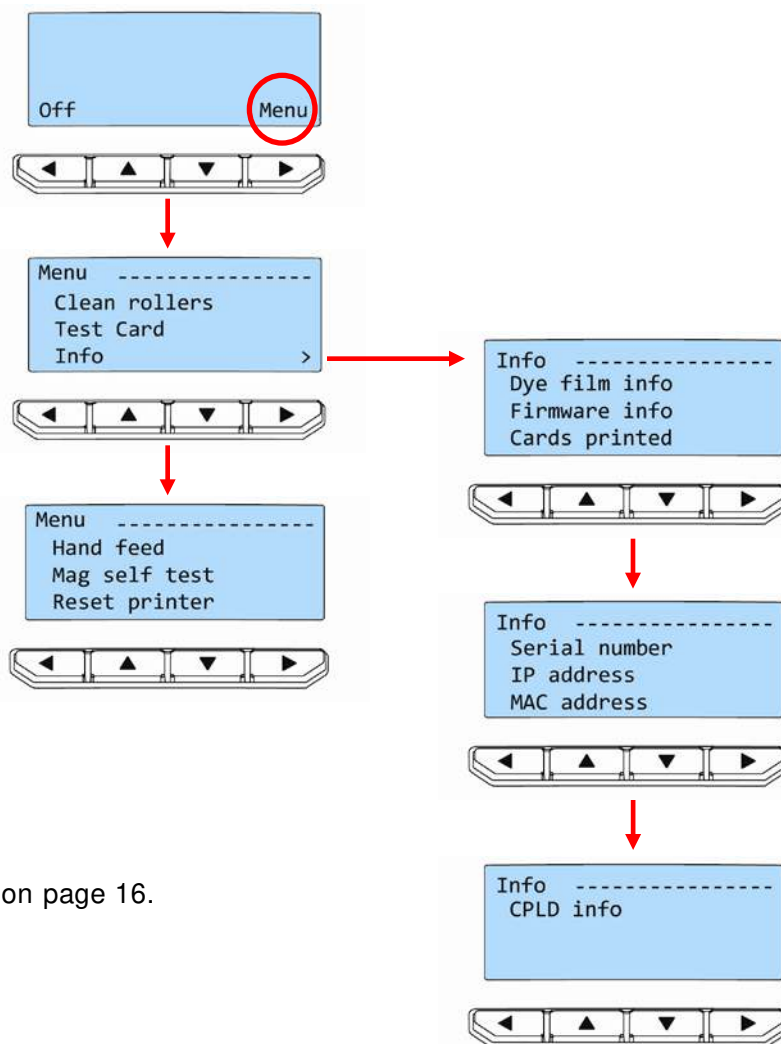 Off Menu
Menu ----------------
Clean rollers
Test Card
Info >
Menu ----------------
Hand feed
Mag self test
Reset printer
Info ----------------
Dye film info
Firmware info
Cards printed
Info ----------------
Serial number
IP address
MAC address
Info ----------------
CPLD info
on page 16.